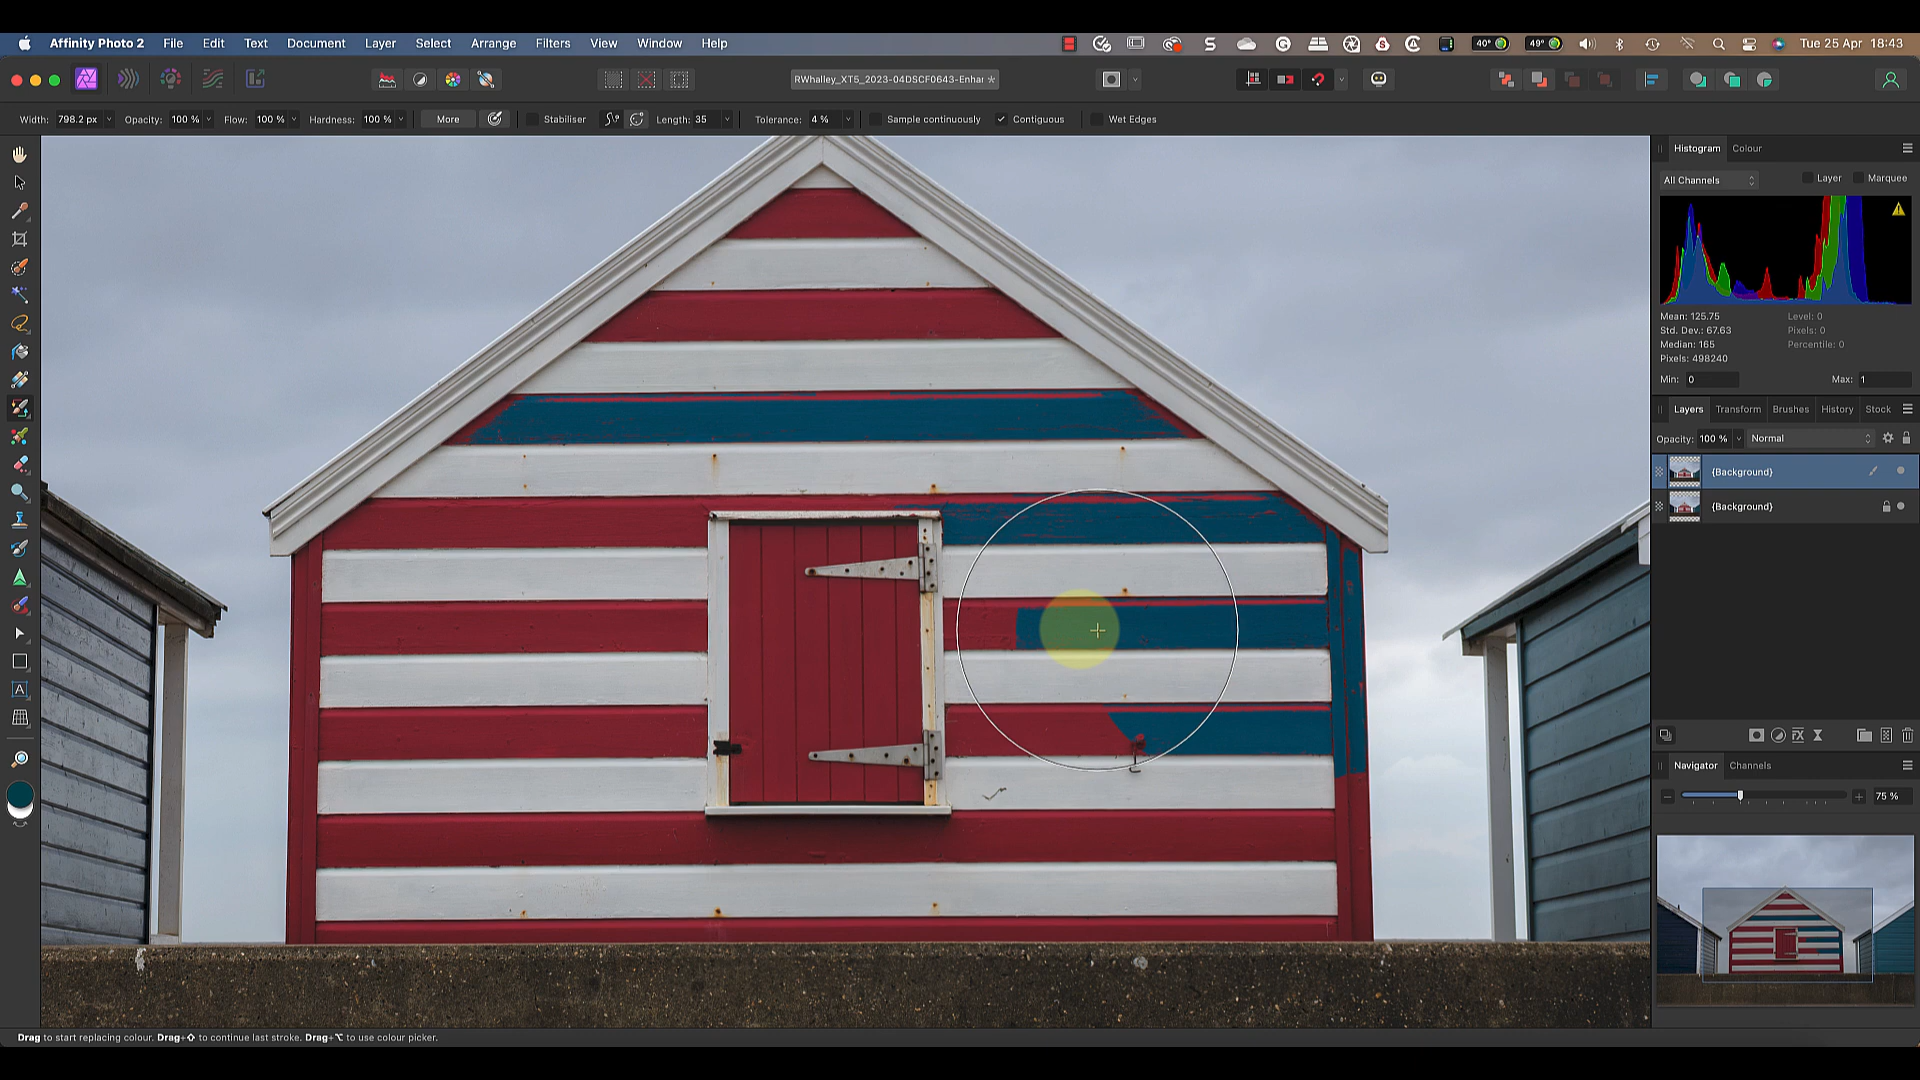 Affinity Photo 2 File Edit Text Document Layer Select Arrange Filters View Window Help 40° 49° Tue 25 Apr 18:43
RWhalley_XT5_2023-04DSCF0643-Enhar *
Width: 798.2 px Opacity: 100 % Flow: 100 % Hardness: 100 % More Stabiliser Length: 35 Tolerance: 4 % Sample continuously Contiguous Wet Edges
Histogram Colour
All Channels Layer Marquee
Mean: 125.75 Level: 0
Std. Dev.: 67.63 Pixels: 0
Median: 165 Percentile: 0
Pixels: 498240
Min: 0 Max: 1
Layers Transform Brushes History Stock
Opacity: 100 % Normal
(Background)
(Background)
FX
Navigator Channels
75 %
Drag to start replacing colour. Drag+⇧ to continue last stroke. Drag+⌥ to use colour picker.